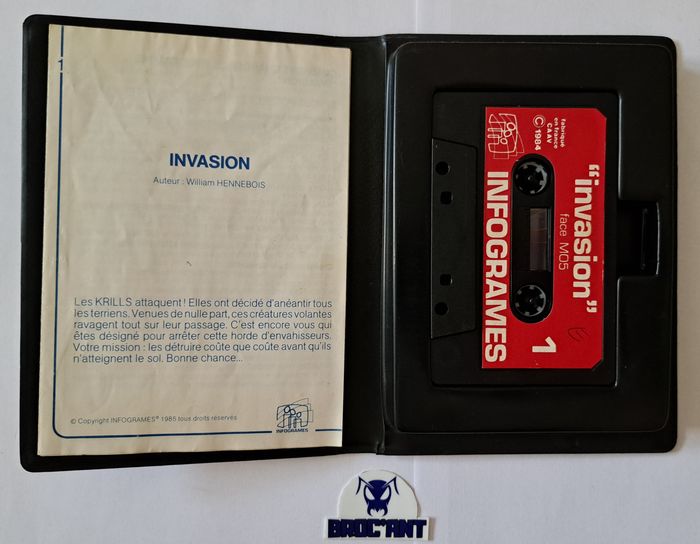 1
INVASION
Auteur : William HENNEBOIS
Les KRILLS attaquent ! Elles ont décidé d'anéantir tous
les terriens. Venues de nulle part, ces créatures volantes
ravagent tout sur leur passage. C'est encore vous qui
êtes désigné pour arrêter cette horde d'envahisseurs.
Votre mission : les détruire coûte que coûte avant qu'ils
n'atteignent le sol. Bonne chance...
© Copyright INFOGRAMES® 1985 tous droits réservés
INFOGRAMES
"invasion"
face MO5
fabriqué
en france
CAAV
© 1984
INFOGRAMES
1
BROC'ANT